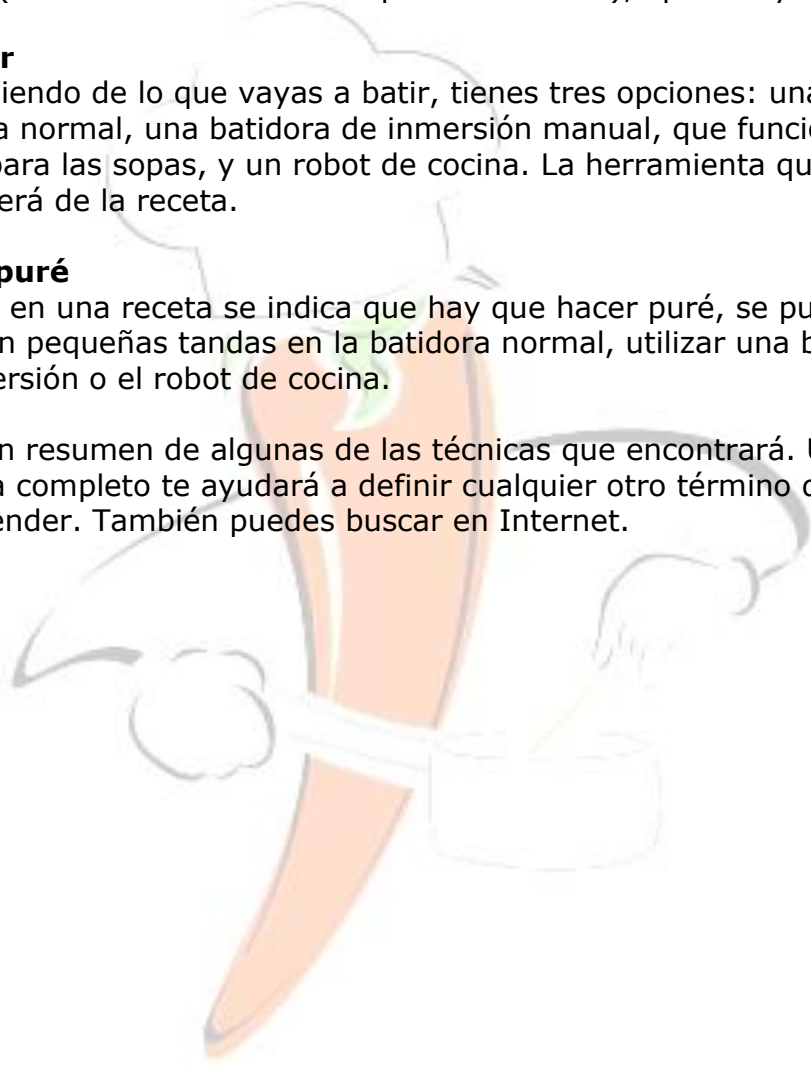 r
iendo de lo que vayas a batir, tienes tres opciones: una
a normal, una batidora de inmersión manual, que funcio
para las sopas, y un robot de cocina. La herramienta qu
erá de la receta.
puré
en una receta se indica que hay que hacer puré, se pu
n pequeñas tandas en la batidora normal, utilizar una b
ersión o el robot de cocina.
n resumen de algunas de las técnicas que encontrará. U
a completo te ayudará a definir cualquier otro término q
ender. También puedes buscar en Internet.